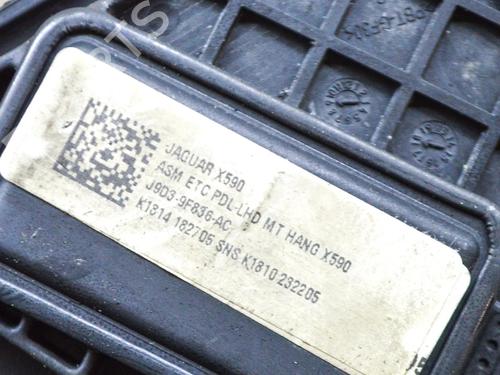 JAGUAR X590
ASM ETC PDL-LHD MT HANG X590
J9D3-9F836-AC
K1814 182705 SNS K1810 232205